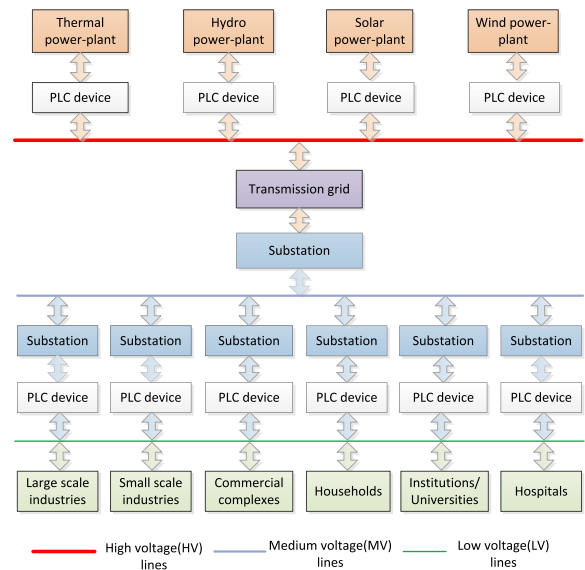 Thermal
power-plant
Hydro
power-plant
Solar
power-plant
Wind power-
plant
PLC device
PLC device
PLC device
PLC device
Transmission grid
Substation
Substation
Substation
Substation
Substation
Substation
Substation
PLC device
PLC device
PLC device
PLC device
PLC device
PLC device
Large scale
industries
Small scale
industries
Commercial
complexes
Households
Institutions/
Universities
Hospitals
High voltage(HV)
lines
Medium voltage(MV)
lines
Low voltage(LV)
lines